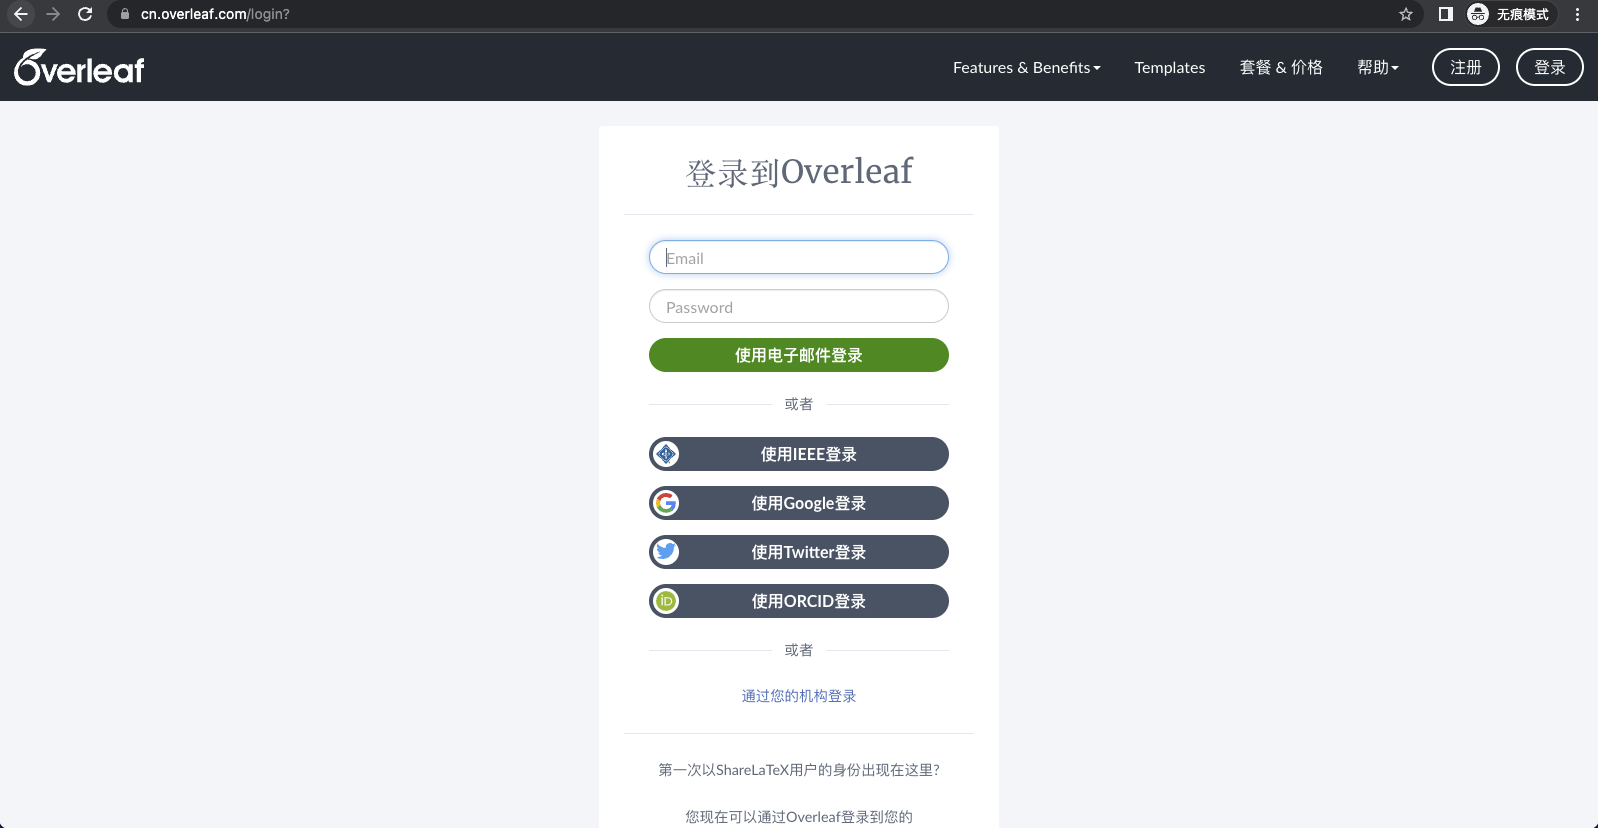 cn.overleaf.com/login?
无痕模式
Overleaf
Features & Benefits
Templates
套餐 & 价格
帮助
注册
登录
登录到Overleaf
Email
Password
使用电子邮件登录
或者
使用IEEE登录
使用Google登录
使用Twitter登录
iD
使用ORCID登录
或者
通过您的机构登录
第一次以ShareLaTeX用户的身份出现在这里?
您现在可以通过Overleaf登录到您的